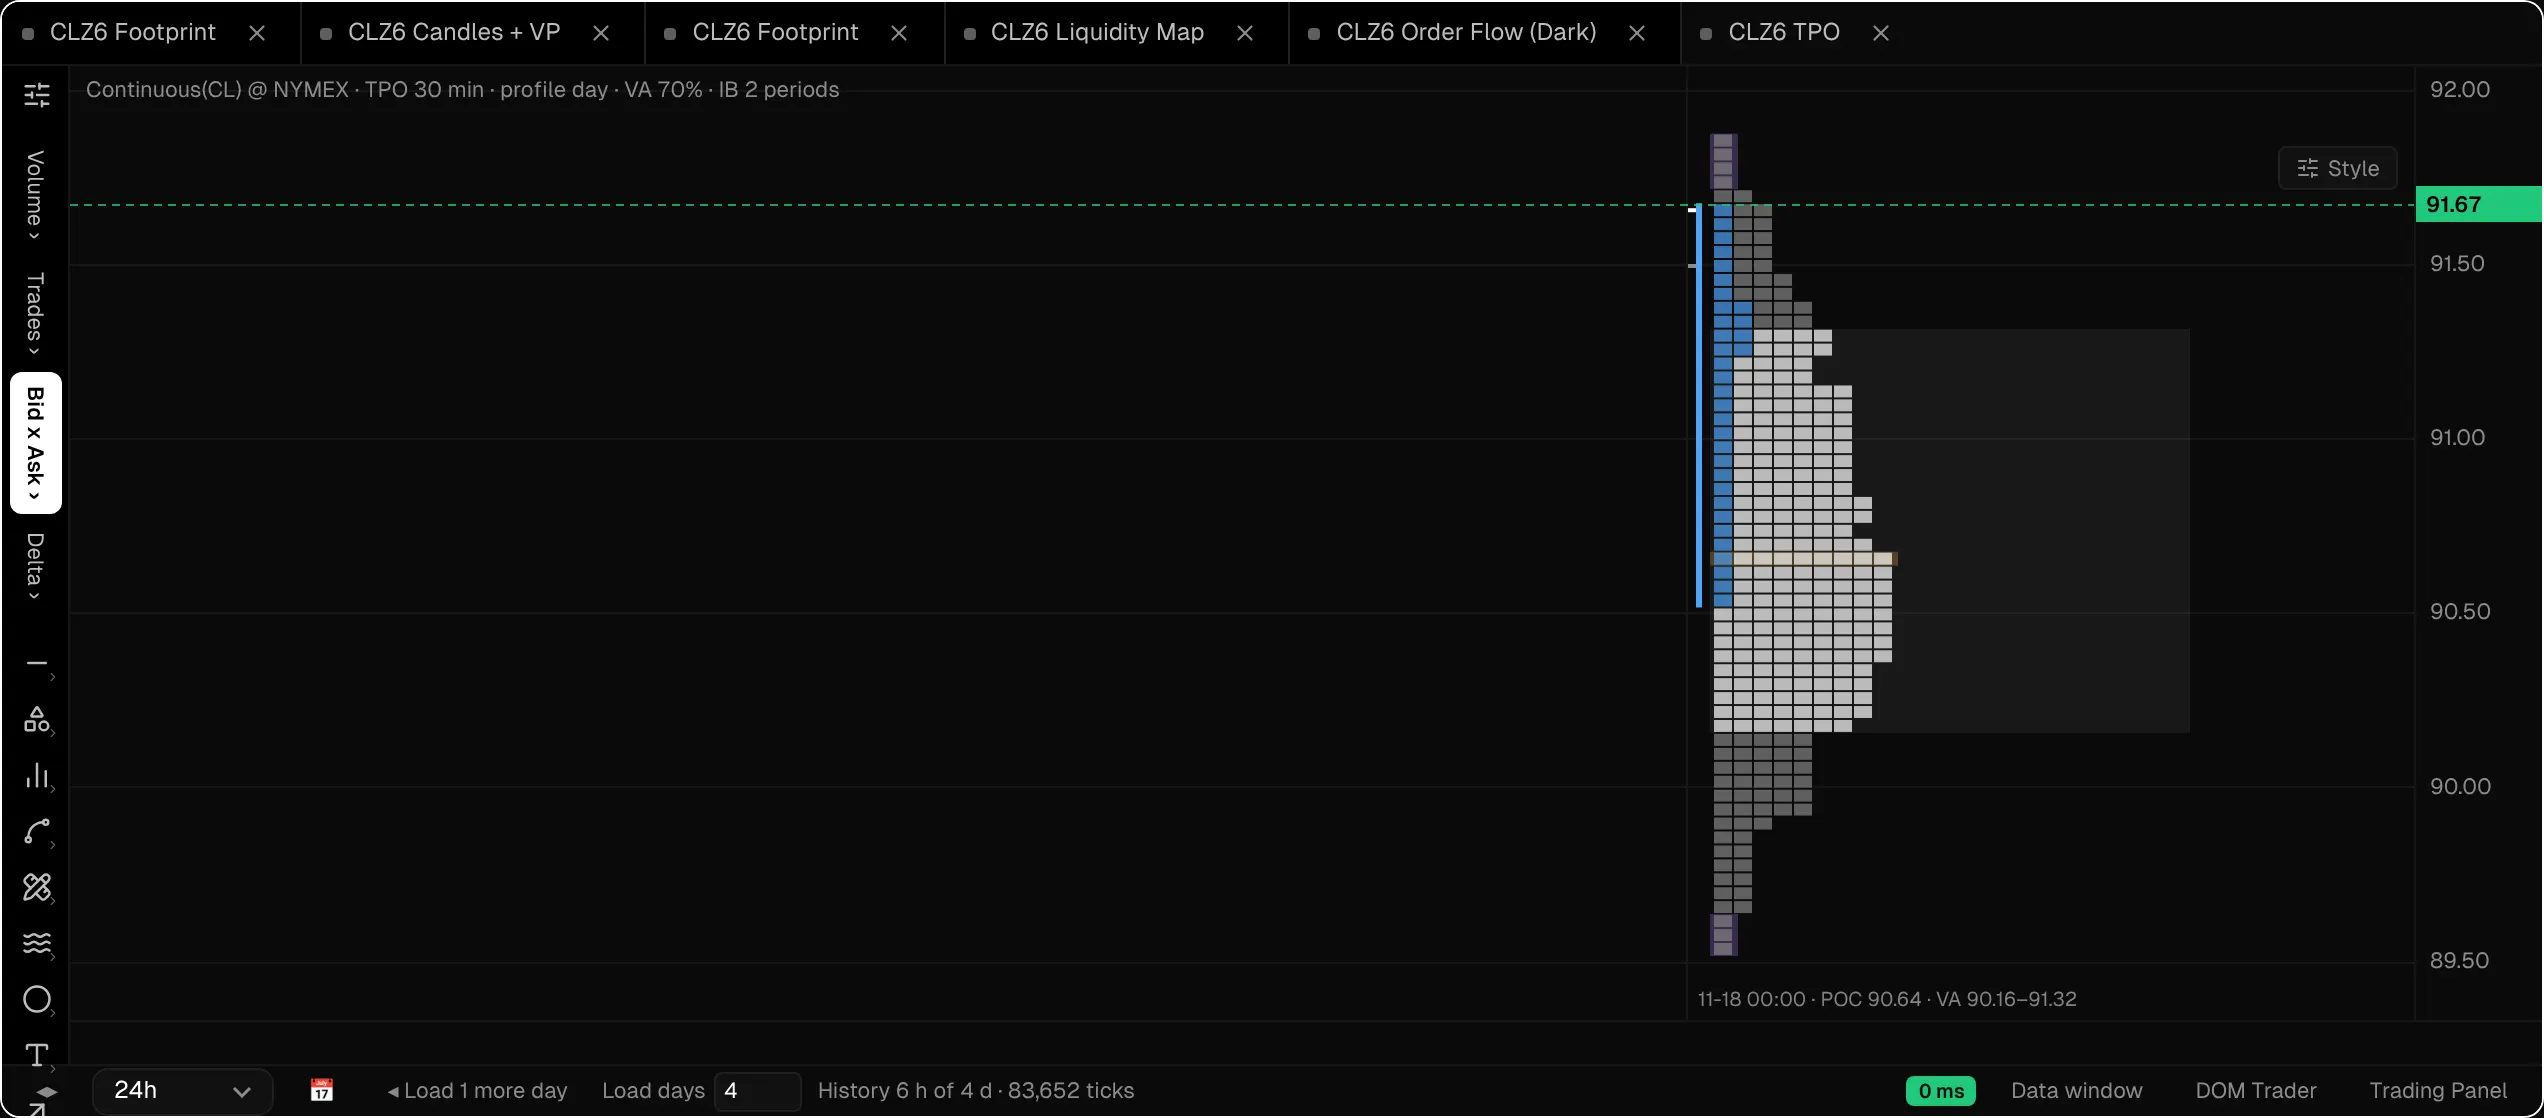 CLZ6 Footprint
CLZ6 Candles + VP
CLZ6 Footprint
CLZ6 Liquidity Map
CLZ6 Order Flow (Dark)
CLZ6 TPO
Continuous(CL) @ NYMEX · TPO 30 min · profile day · VA 70% · IB 2 periods
Volume ›
Trades ›
Bid x Ask ›
Delta ›
T
Style
92.00
91.67
91.50
91.00
90.50
90.00
89.50
11-18 00:00 · POC 90.64 · VA 90.16–91.32
24h
JULY 17
◂ Load 1 more day
Load days 4
History 6 h of 4 d · 83,652 ticks
0 ms
Data window
DOM Trader
Trading Panel